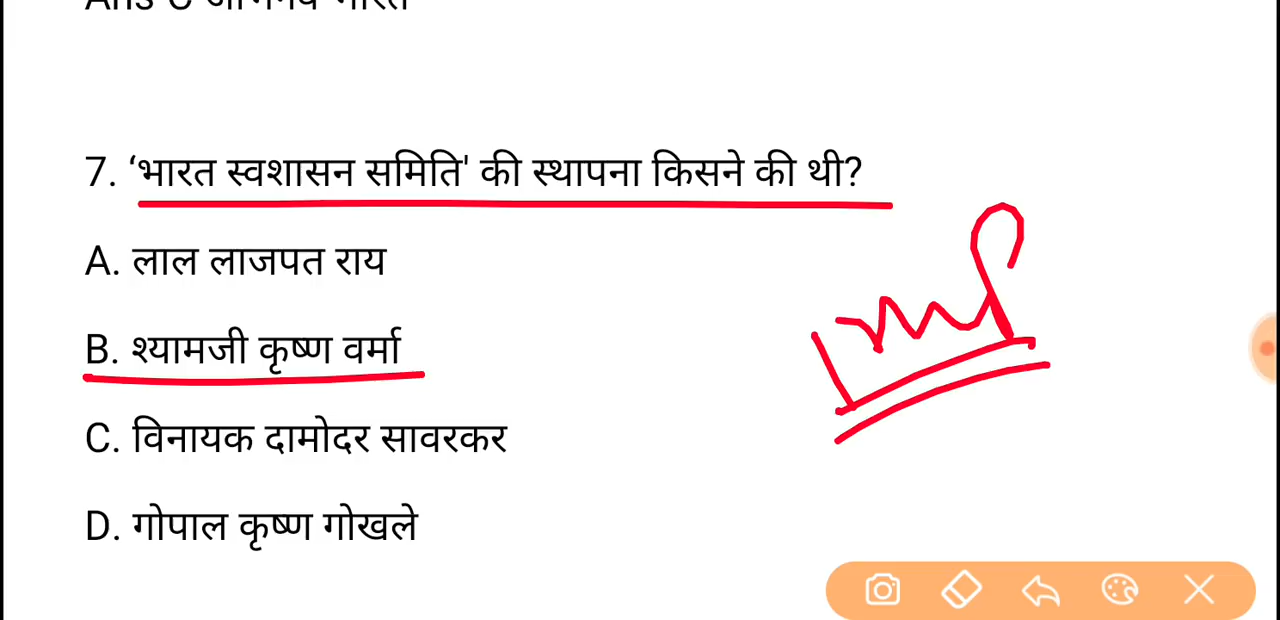 7. ‘भारत स्वशासन समिति' की स्थापना किसने की थी?
A. लाल लाजपत राय
B. श्यामजी कृष्ण वर्मा
C. विनायक दामोदर सावरकर
D. गोपाल कृष्ण गोखले